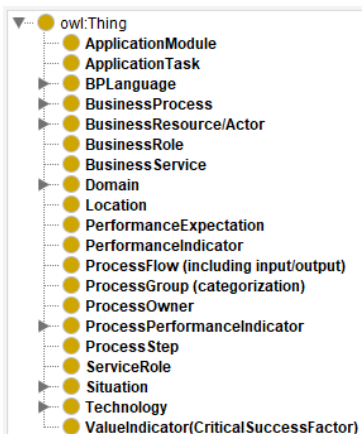 owl:Thing
ApplicationModule
ApplicationTask
BPLanguage
BusinessProcess
BusinessResource/Actor
BusinessRole
BusinessService
Domain
Location
PerformanceExpectation
PerformanceIndicator
ProcessFlow (including input/output)
ProcessGroup (categorization)
ProcessOwner
ProcessPerformanceIndicator
ProcessStep
ServiceRole
Situation
Technology
ValueIndicator(CriticalSuccessFactor)